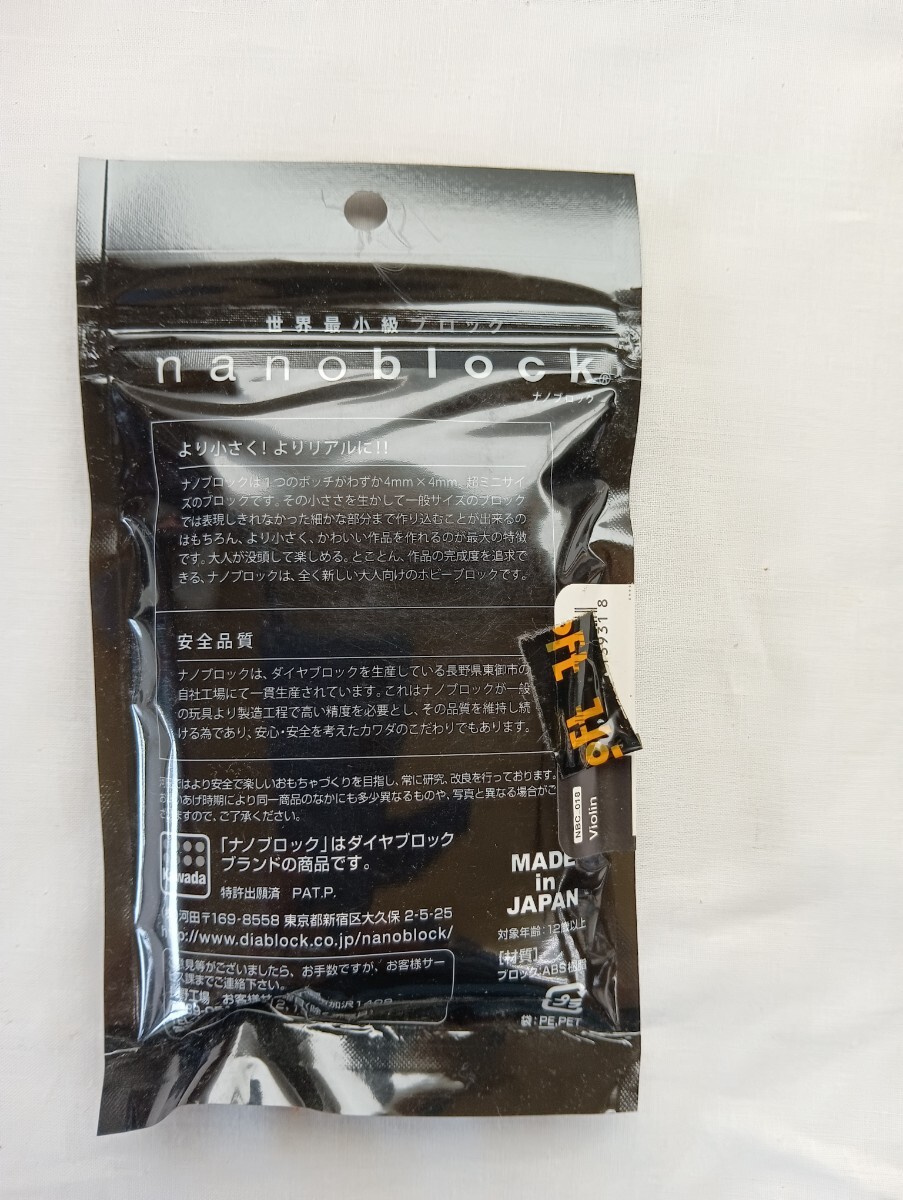 世界最小級ブロック
nanoblock®
ナノブロック
より小さく!よりリアルに!!
ナノブロックは1つのポッチがわずか4mm×4mm。超ミニサイ
ズのブロックです。その小ささを生かして一般サイズのブロック
では表現しきれなかった細かな部分まで作り込むことが出来るの
はもちろん、より小さく、かわいい作品を作れるのが最大の特徴
です。大人が没頭して楽しめる。とことん、作品の完成度を追求で
きる、ナノブロックは、全く新しい大人向けのホビーブロックです。
安全品質
ナノブロックは、ダイヤブロックを生産している長野県東御市の
自社工場にて一貫生産されています。これはナノブロックが一般
の玩具より製造工程で高い精度を必要とし、その品質を維持し続
ける為であり、安心・安全を考えたカワダのこだわりでもあります。
ではより安全で楽しいおもちゃづくりを目指し、常に研究、改良を行っております。
あげ時期により同一商品のなかにも多少異なるものや、写真と異なる場合がご
ますので、ご了承ください。
Kawada
「ナノブロック」はダイヤブロック
ブランドの商品です。
特許出願済 PAT.P.
河田〒169-8558 東京都新宿区大久保 2-5-25
http://www.diablock.co.jp/nanoblock/
見等がございましたら、お手数ですが、お客様サー
課までご連絡下さい。
野工場 お客様サ
NBC_018
Violin
MADE
in
JAPAN
対象年齢:12歳以上
[材質]
ブロック:ABS樹脂
袋:PE,PET